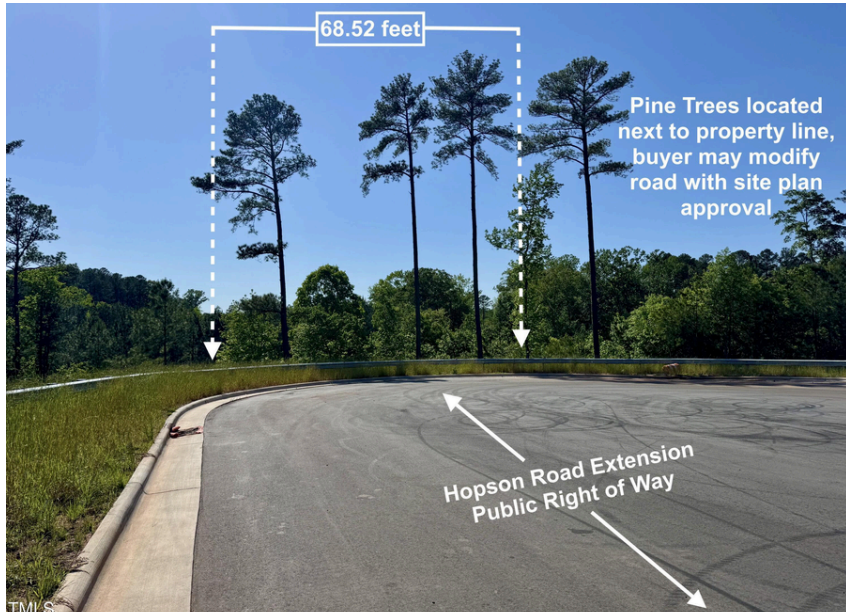 68.52 feet
Pine Trees located
next to property line,
buyer may modify
road with site plan
approval
Hopson Road Extension
Public Right of Way
TMLS